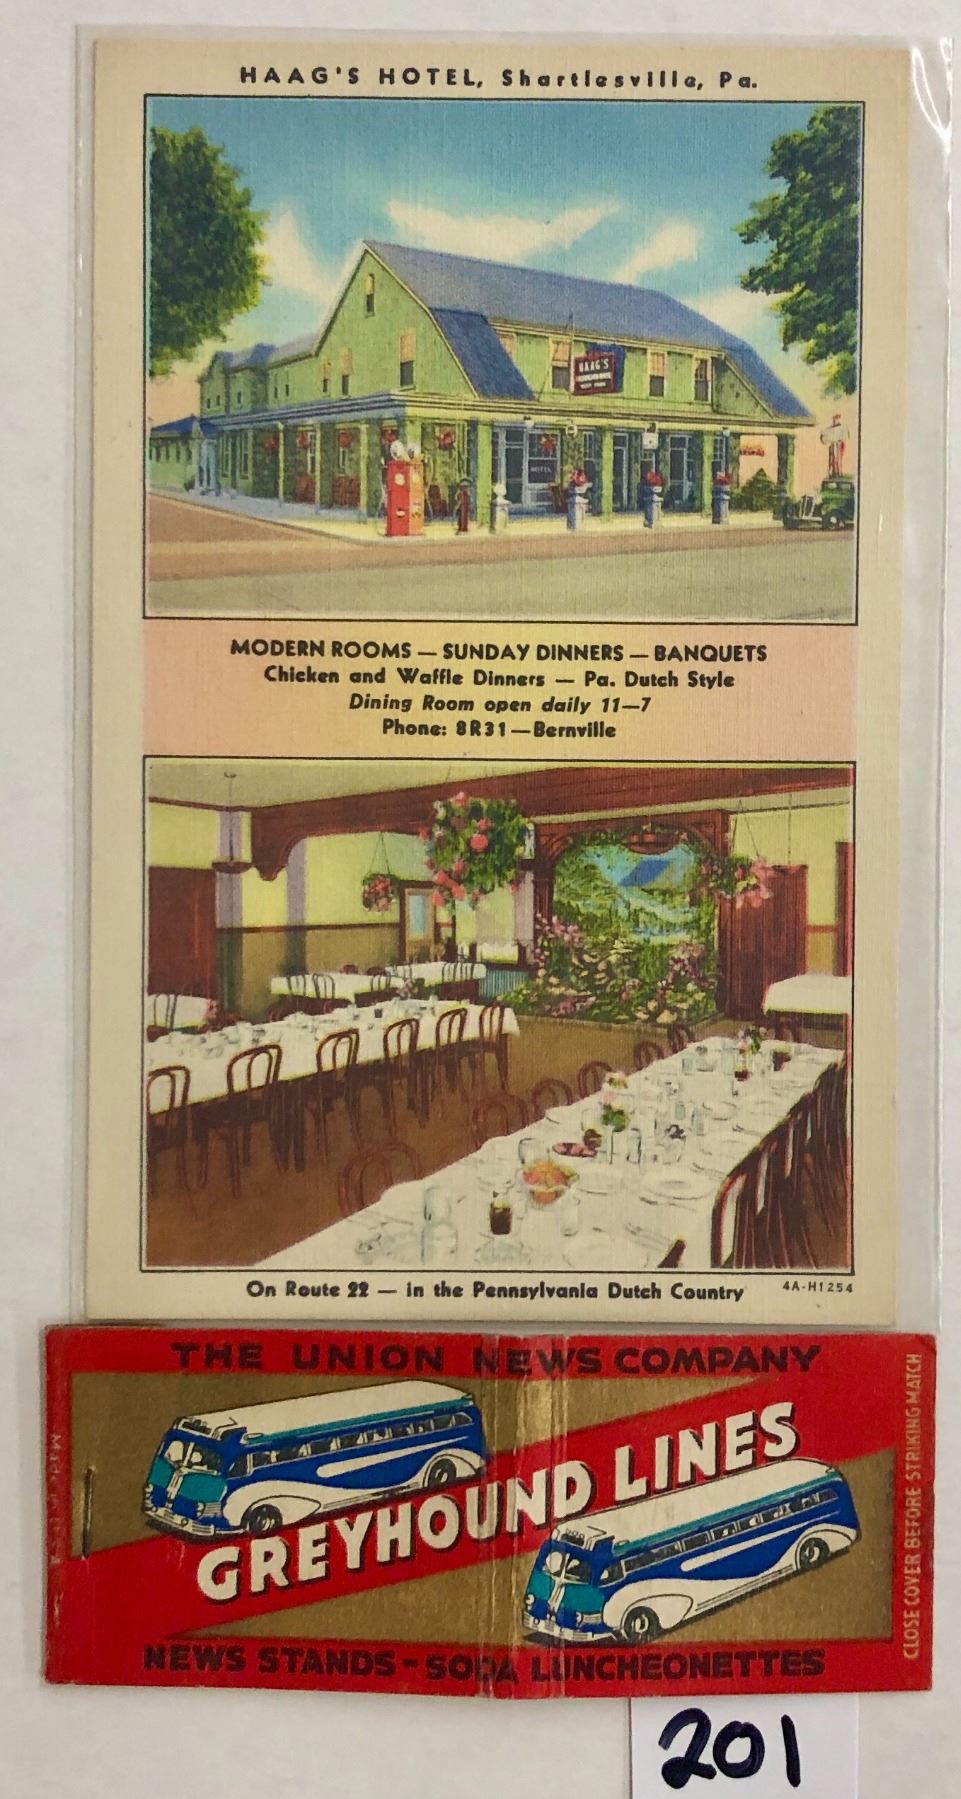 HAAG'S HOTEL, Shartlesville, Pa.
HAAG'S
HOTEL
MODERN ROOMS — SUNDAY DINNERS — BANQUETS
Chicken and Waffle Dinners — Pa. Dutch Style
Dining Room open daily 11—7
Phone: 8R31—Bernville
On Route 22 — in the Pennsylvania Dutch Country
4A-H1254
THE UNION NEWS COMPANY
GREYHOUND LINES
NEWS STANDS - SODA LUNCHEONETTES
CLOSE COVER BEFORE STRIKING MATCH
201